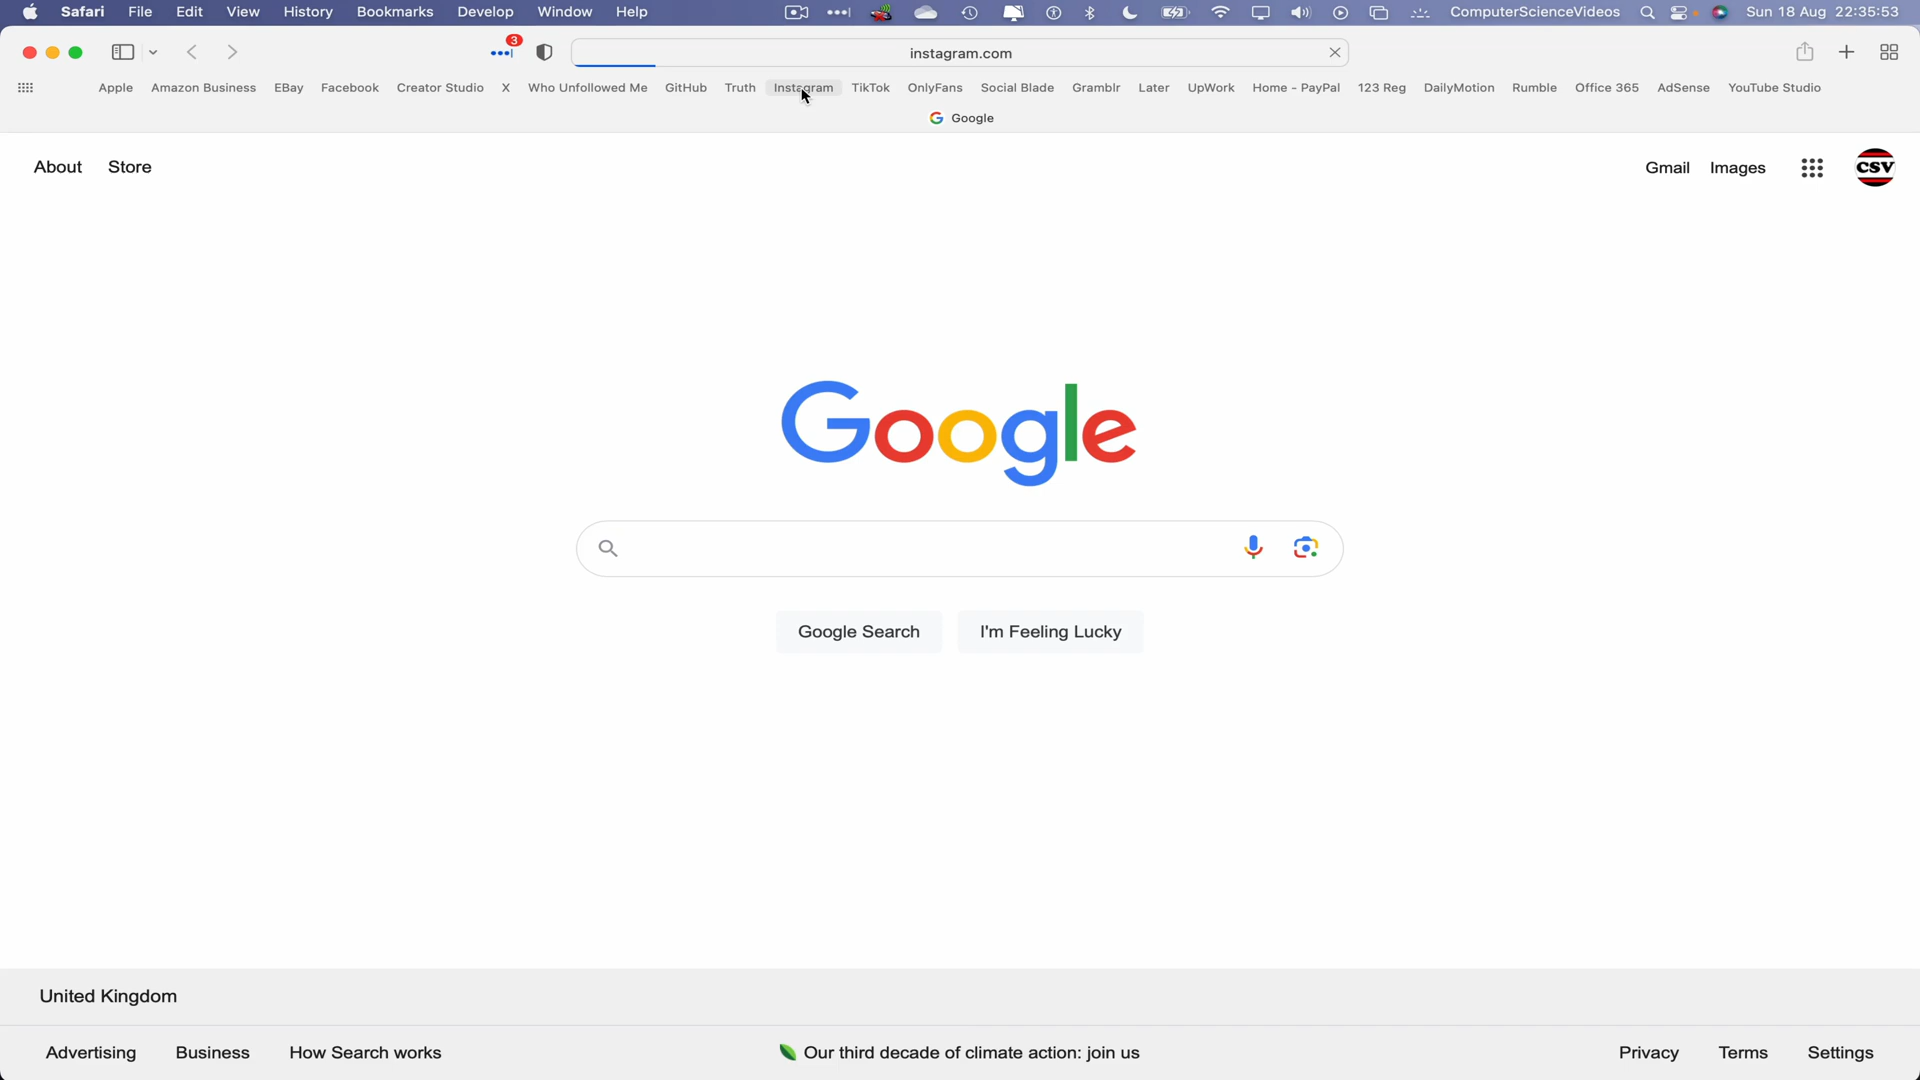 Safari File Edit View History Bookmarks Develop Window Help ComputerScienceVideos Sun 18 Aug 22:35:53
3 instagram.com
Apple Amazon Business EBay Facebook Creator Studio X Who Unfollowed Me GitHub Truth Instagram TikTok OnlyFans Social Blade Gramblr Later UpWork Home - PayPal 123 Reg DailyMotion Rumble Office 365 AdSense YouTube Studio
G Google
About Store Gmail Images CSV
Google
Google Search I'm Feeling Lucky
United Kingdom
Advertising Business How Search works Our third decade of climate action: join us Privacy Terms Settings